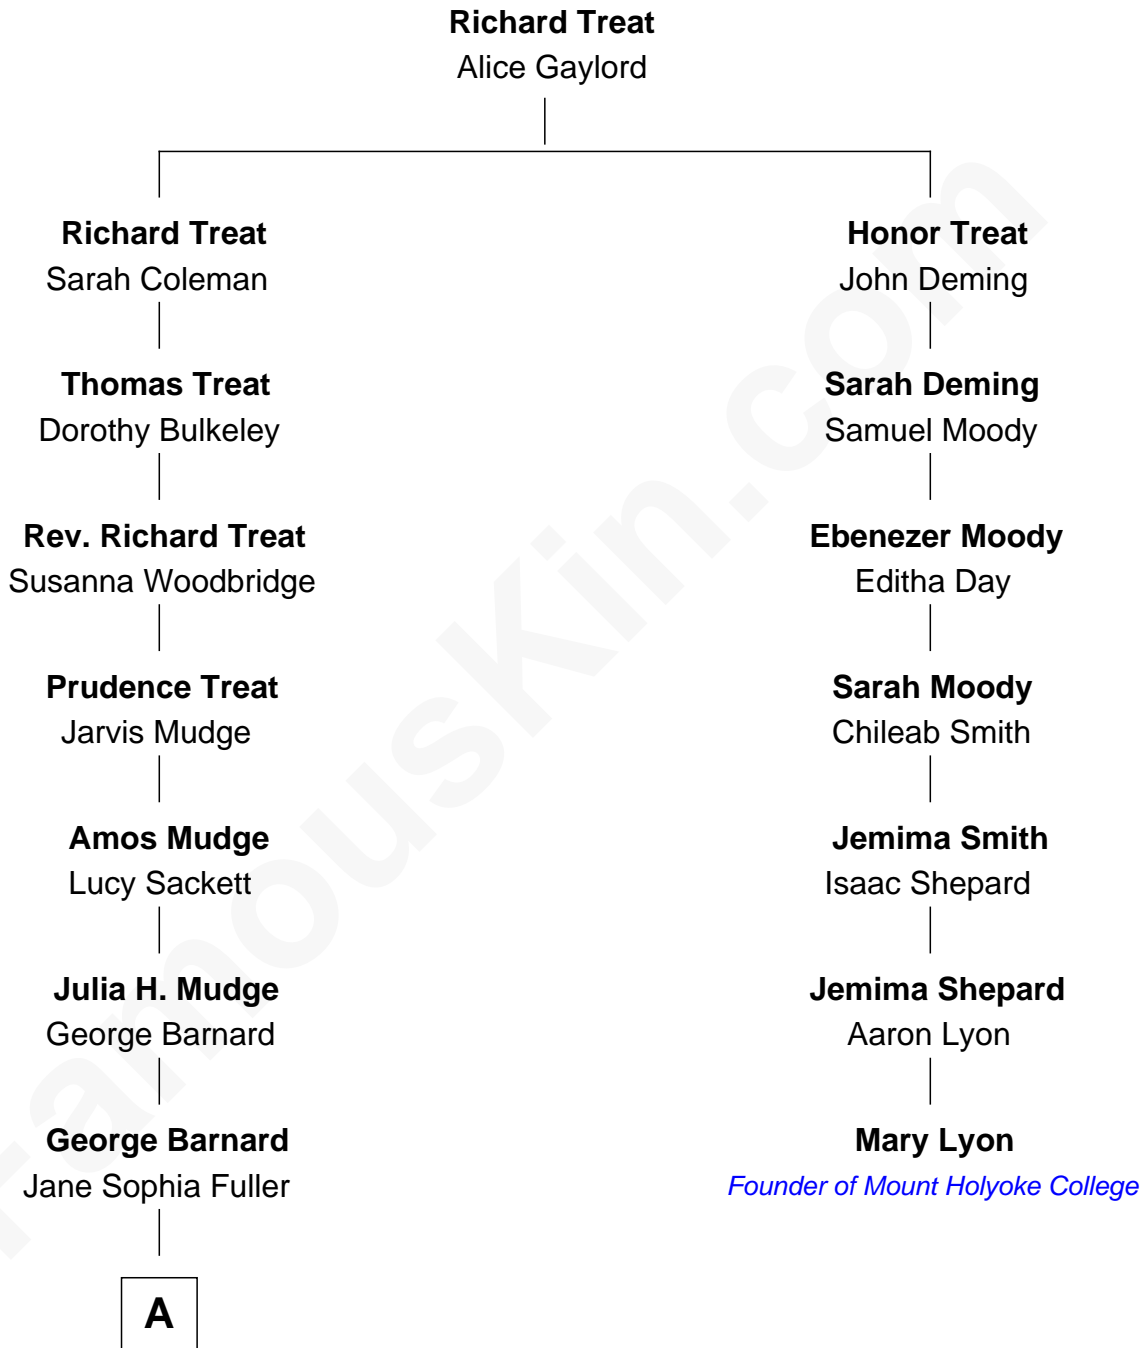 Richard Treat
Alice Gaylord
Richard Treat
Sarah Coleman
Honor Treat
John Deming
Thomas Treat
Dorothy Bulkeley
Sarah Deming
Samuel Moody
Rev. Richard Treat
Susanna Woodbridge
Ebenezer Moody
Editha Day
Prudence Treat
Jarvis Mudge
Sarah Moody
Chileab Smith
Amos Mudge
Lucy Sackett
Jemima Smith
Isaac Shepard
Julia H. Mudge
George Barnard
Jemima Shepard
Aaron Lyon
George Barnard
Jane Sophia Fuller
Mary Lyon
Founder of Mount Holyoke College
A
FamousKin.com